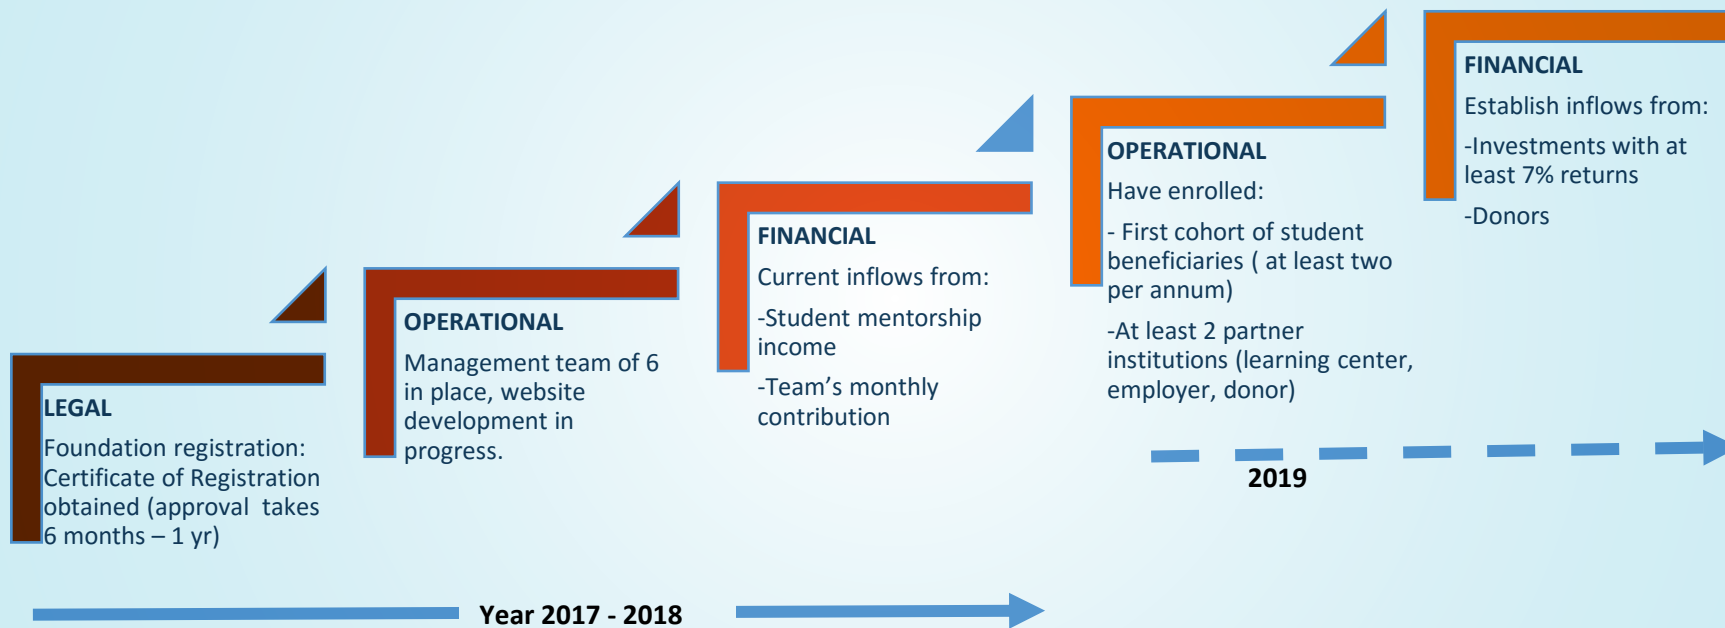 LEGAL
Foundation registration:
Certificate of Registration
obtained (approval takes
6 months – 1 yr)
OPERATIONAL
Management team of 6
in place, website
development in
progress.
FINANCIAL
Current inflows from:
-Student mentorship
income
-Team’s monthly
contribution
OPERATIONAL
Have enrolled:
- First cohort of student
beneficiaries ( at least two
per annum)
-At least 2 partner
institutions (learning center,
employer, donor)
FINANCIAL
Establish inflows from:
-Investments with at
least 7% returns
-Donors
Year 2017 - 2018
2019